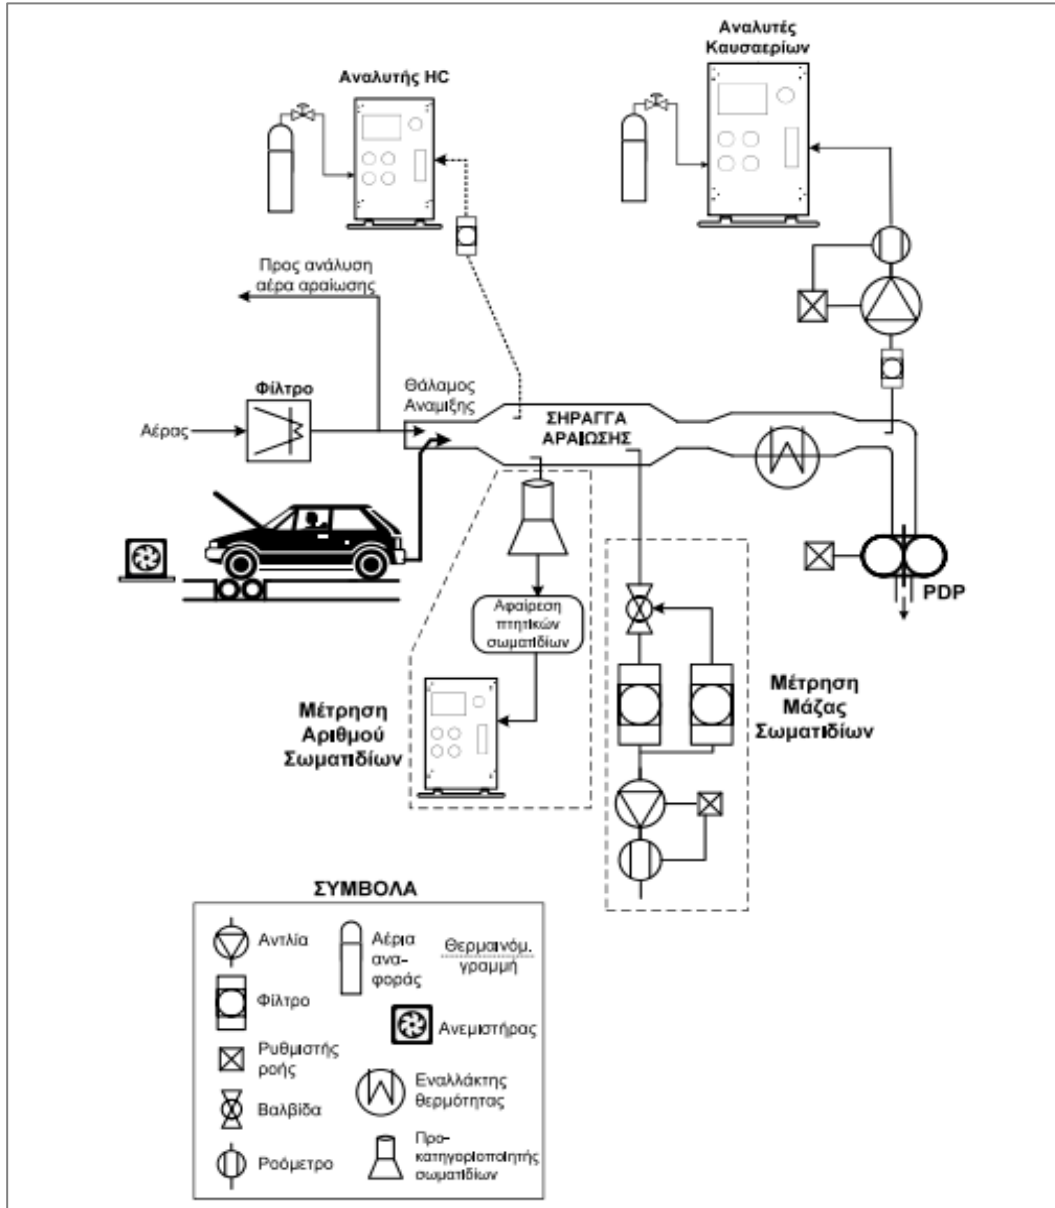 Αναλυτές
Καυσαερίων
Αναλυτής HC
Προς ανάλυση
αέρα αραίωσης
Φίλτρο
Θάλαμος
Αναμιξης
ΣΗΡΑΓΓΑ
ΑΡΑΙΩΣΗΣ
Αέρας
PDP
Αφαίρεση
πτητικών
σωματιδίων
Μέτρηση
Αριθμού
Σωματιδίων
Μέτρηση
Μάζας
Σωματιδίων
ΣΥΜΒΟΛΑ
Αντλία
Φίλτρο
Ρυθμιστής
ροής
Βαλβίδα
Ροόμετρο
Αέρια
ανα-
φοράς
Θερμαινόμ.
γραμμή
Ανεμιστήρας
Εναλλάκτης
θερμότητας
Προ-
κατηγοριοποιητής
σωματιδίων